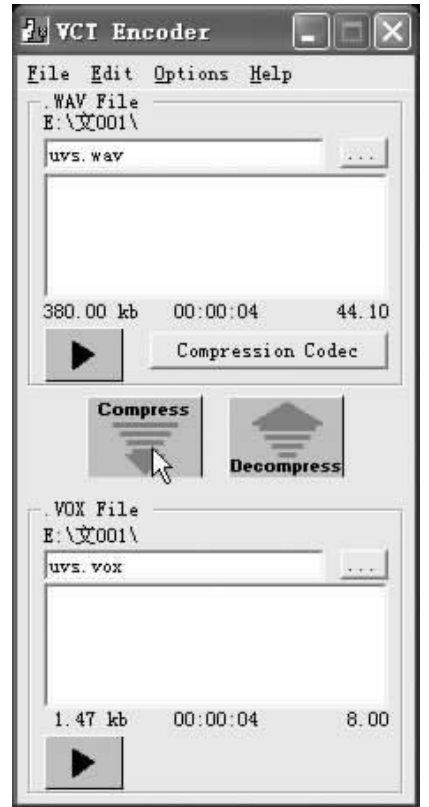 VCT Encoder
File Edit Options Help
.WAV File
E:\文001\
uvs.wav ...
380.00 kb 00:00:04 44.10
Compression Codec
Compress
Decompress
.VOX File
E:\文001\
uvs.vox ...
1.47 kb 00:00:04 8.00